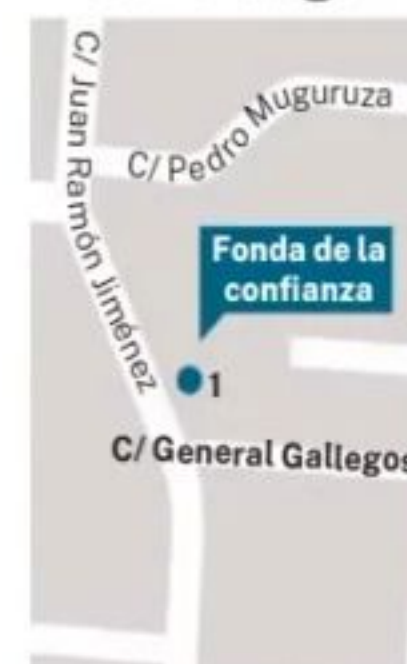 C/ Juan Ramón Jiménez
C/ Pedro Muguruza
Fonda de la
confianza
1
C/ General Gallegos